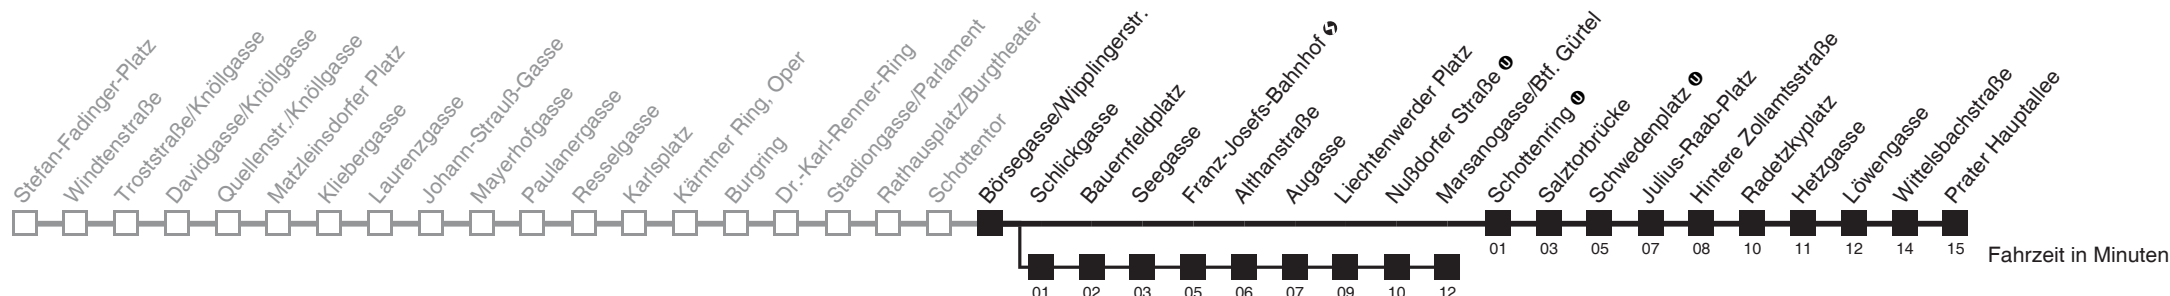 Stefan-Fadinger-Platz
Windtenstraße
Troststraße/Knöllgasse
Davidgasse/Knöllgasse
Quellenstr./Knöllgasse
Matzleinsdorfer Platz
Kliebergasse
Laurenzgasse
Johann-Strauß-Gasse
Mayerhofgasse
Paulanergasse
Resselgasse
Karlsplatz
Kärntner Ring, Oper
Burgring
Dr.-Karl-Renner-Ring
Stadiongasse/Parlament
Rathausplatz/Burgtheater
Schottentor
Börsegasse/Wipplingerstr.
Schlickgasse
Bauernfeldplatz
Seegasse
Franz-Josefs-Bahnhof S
Althanstraße
Augasse
Liechtenwerder Platz
Nußdorfer Straße U
Marsanogasse/Btf. Gürtel
Schottenring U
Salztorbrücke
Schwedenplatz U
Julius-Raab-Platz
Hintere Zollamtsstraße
Radetzkyplatz
Hetzgasse
Löwengasse
Wittelsbachstraße
Prater Hauptallee
01 03 05 07 08 10 11 12 14 15
Fahrzeit in Minuten
01 02 03 05 06 07 09 10 12